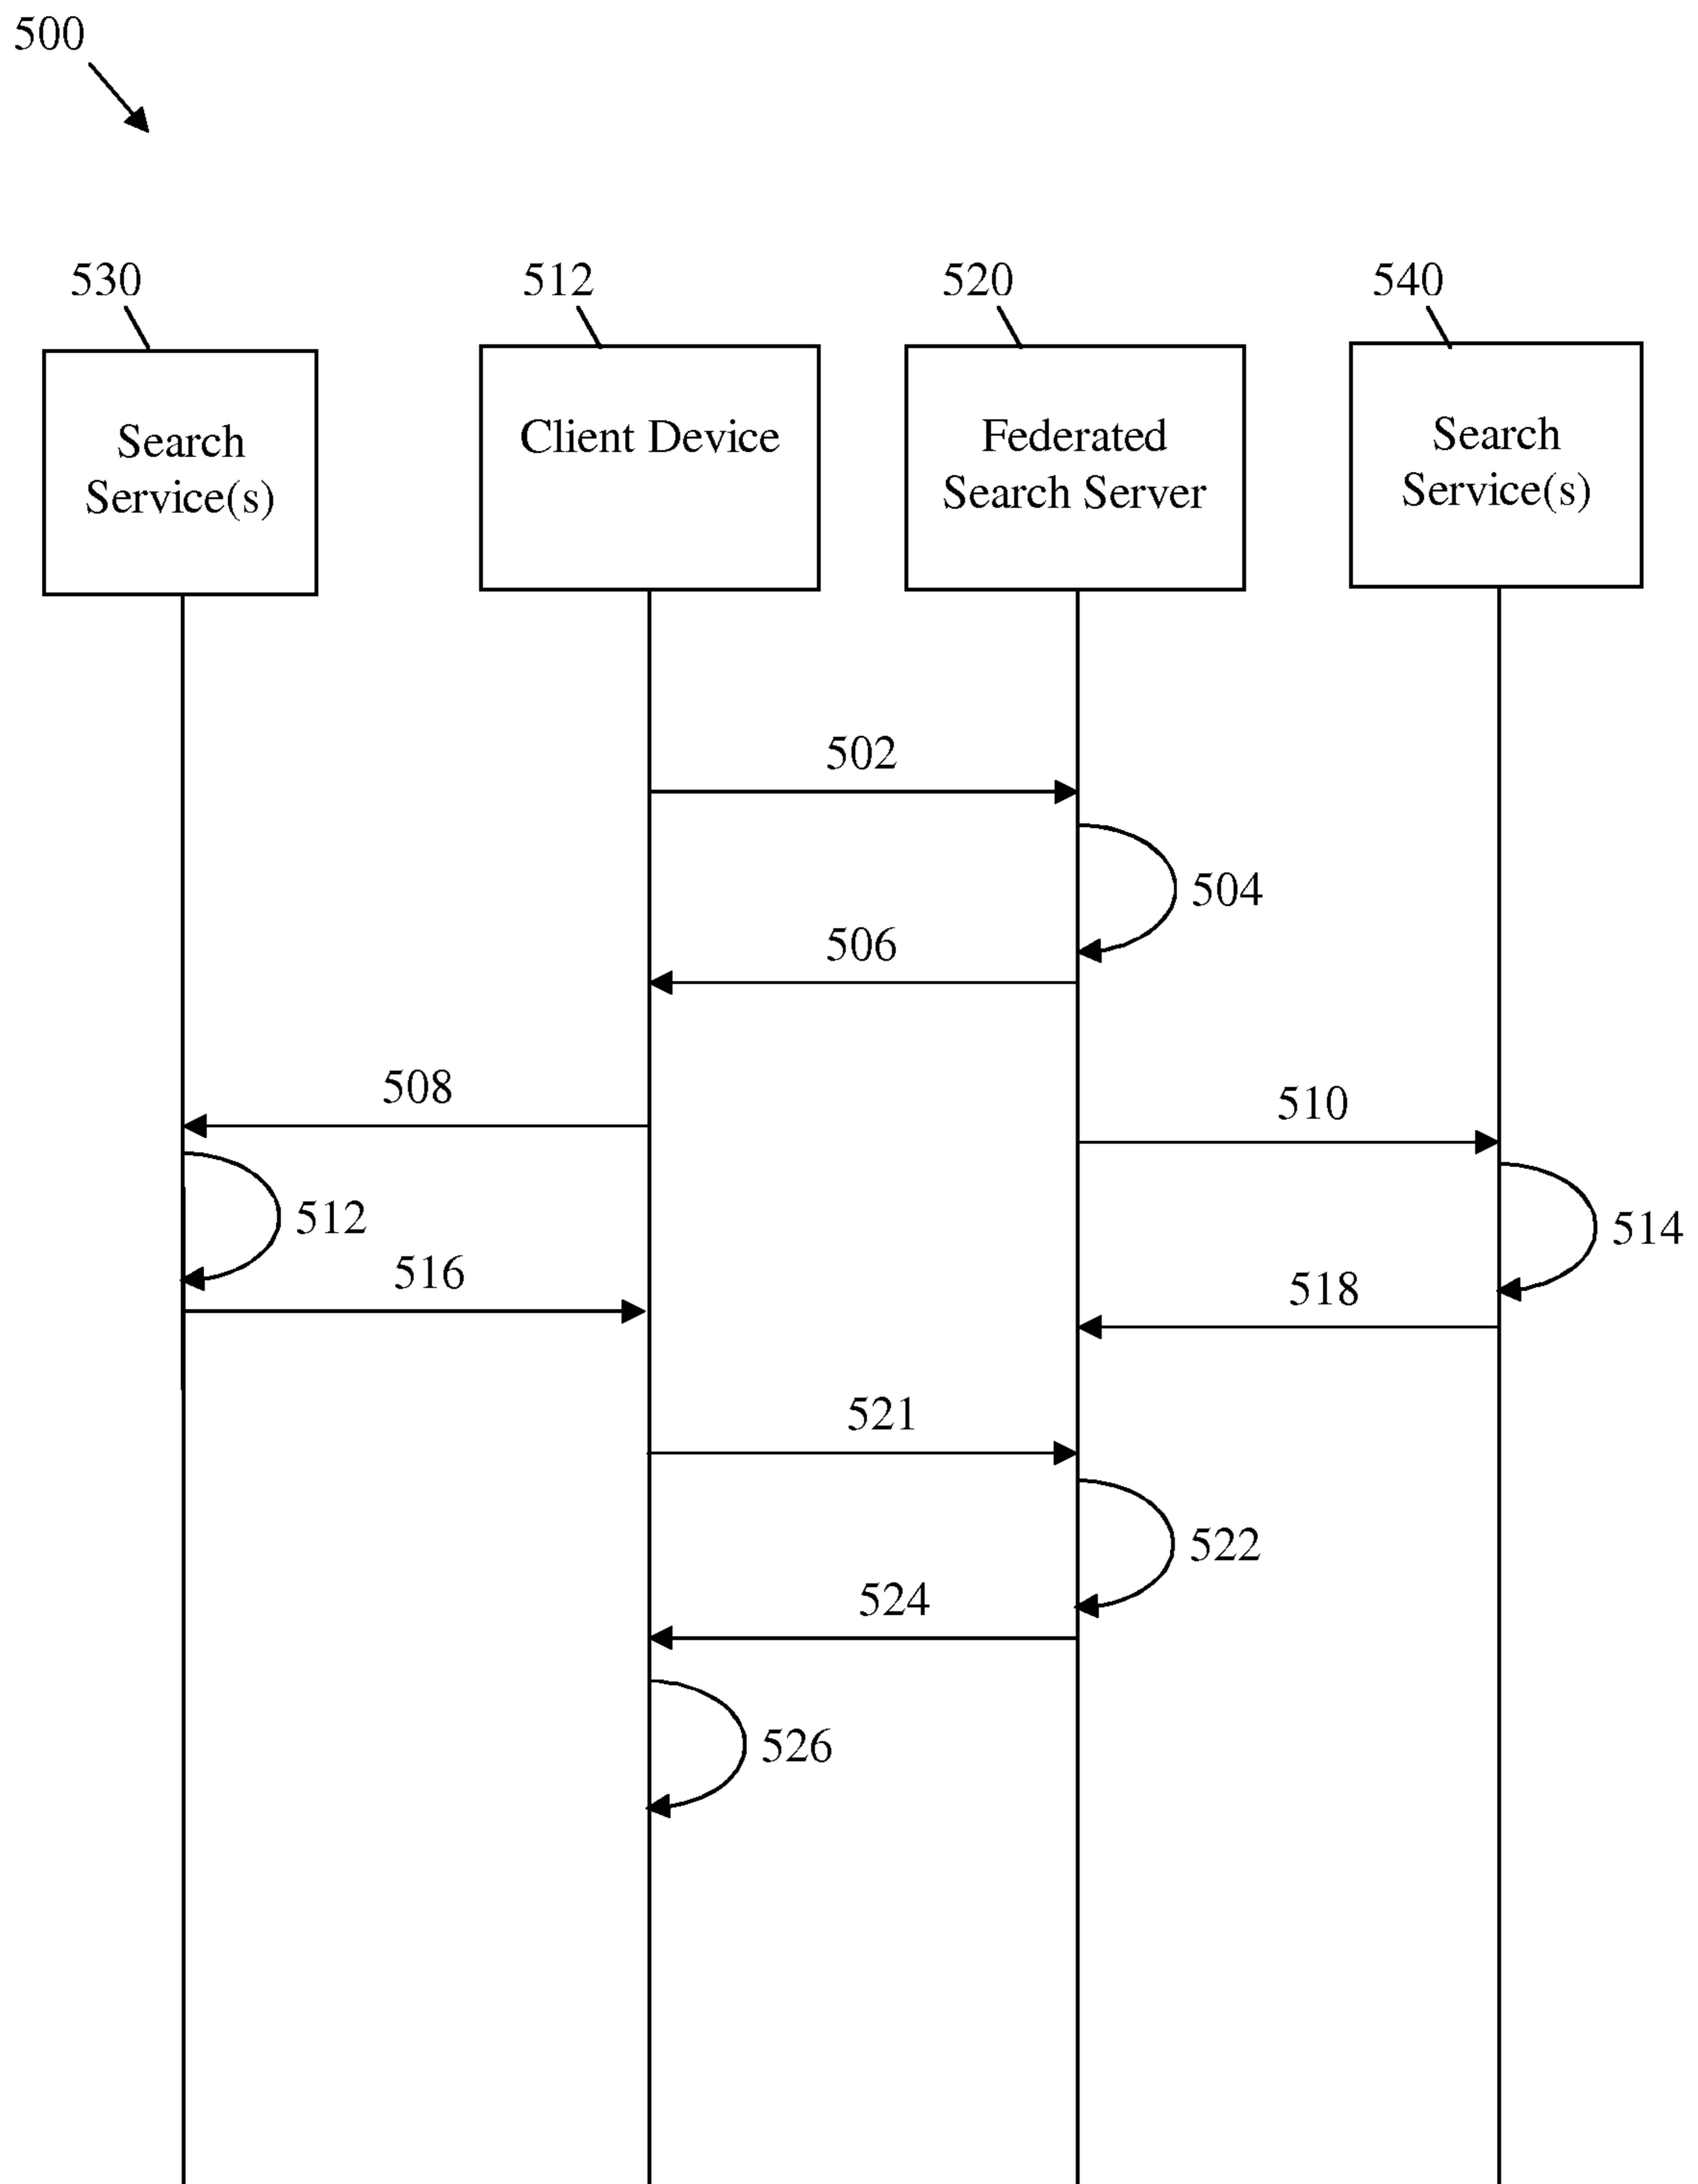 500
530
512
520
540
Search
Service(s)
Client Device
Federated
Search Server
Search
Service(s)
502
504
506
508
510
512
514
516
518
521
522
524
526